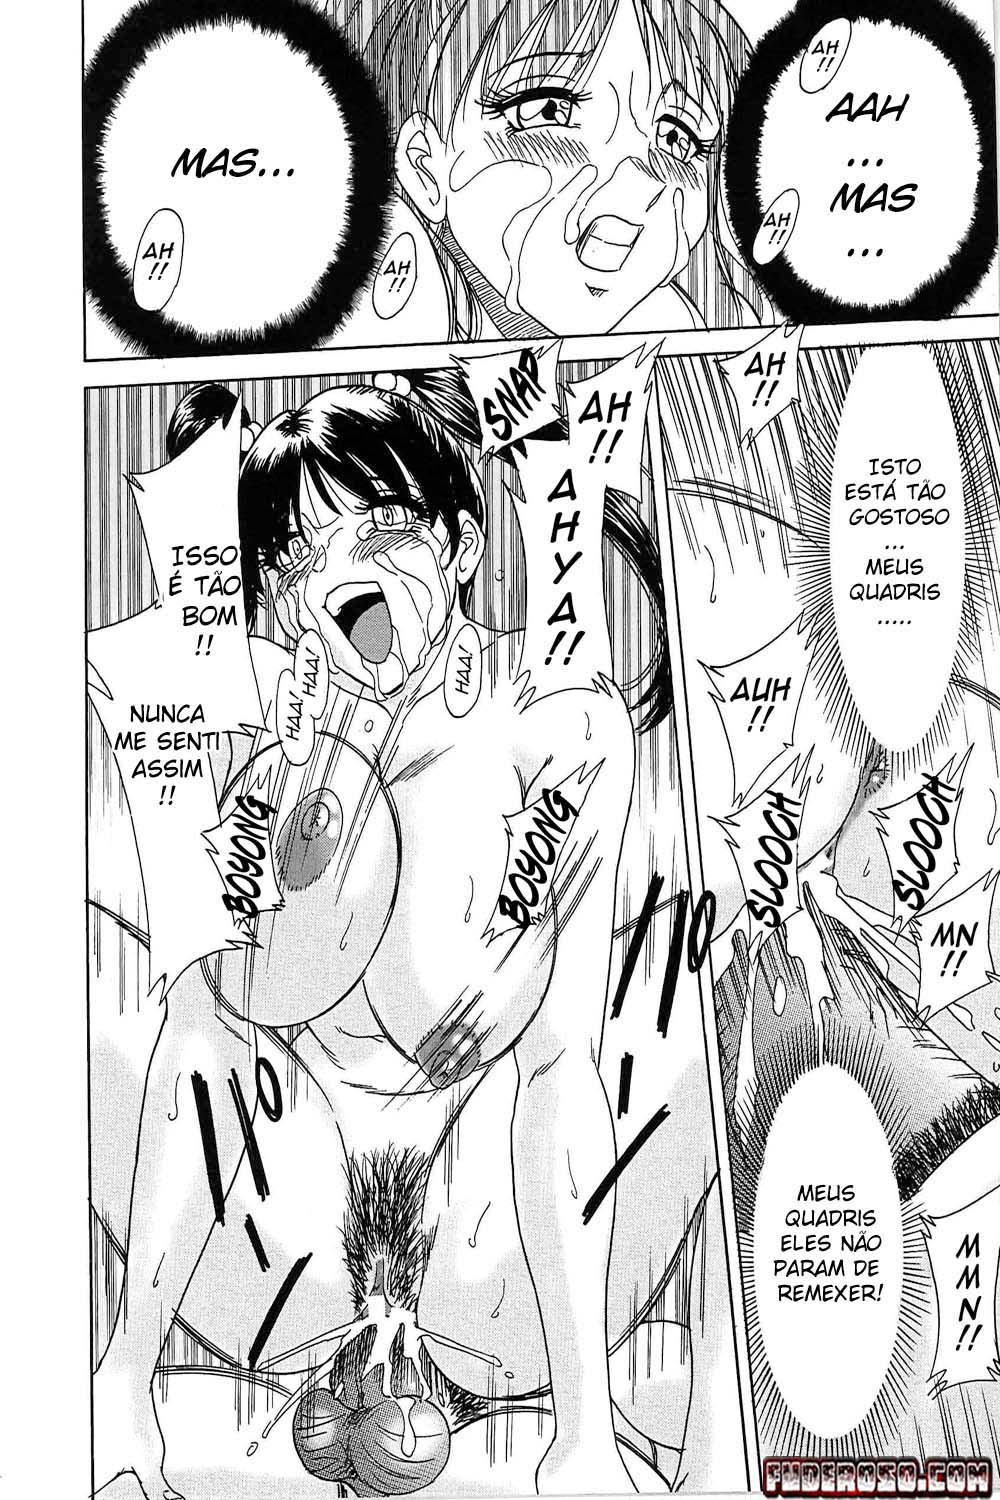 AH
!!
AAH
...
MAS
...
AH
!!
MAS...
AH
!!
AH
!!
AH
!!
ISTO
ESTÁ TÃO
GOSTOSO
...
MEUS
QUADRIS
.....
AUH
!!
SLOOCH
SLOOCH
MN
!!
MEUS
QUADRIS
ELES NÃO
PARAM DE
REMEXER!
MMN!!
SNAP
AH
!!
AHYA!!
ISSO
É TÃO
BOM
!!
HAA!
HAA!
HAA!
NUNCA
ME SENTI
ASSIM
!!
BOYONG
BOYONG
FUDEROSO.COM